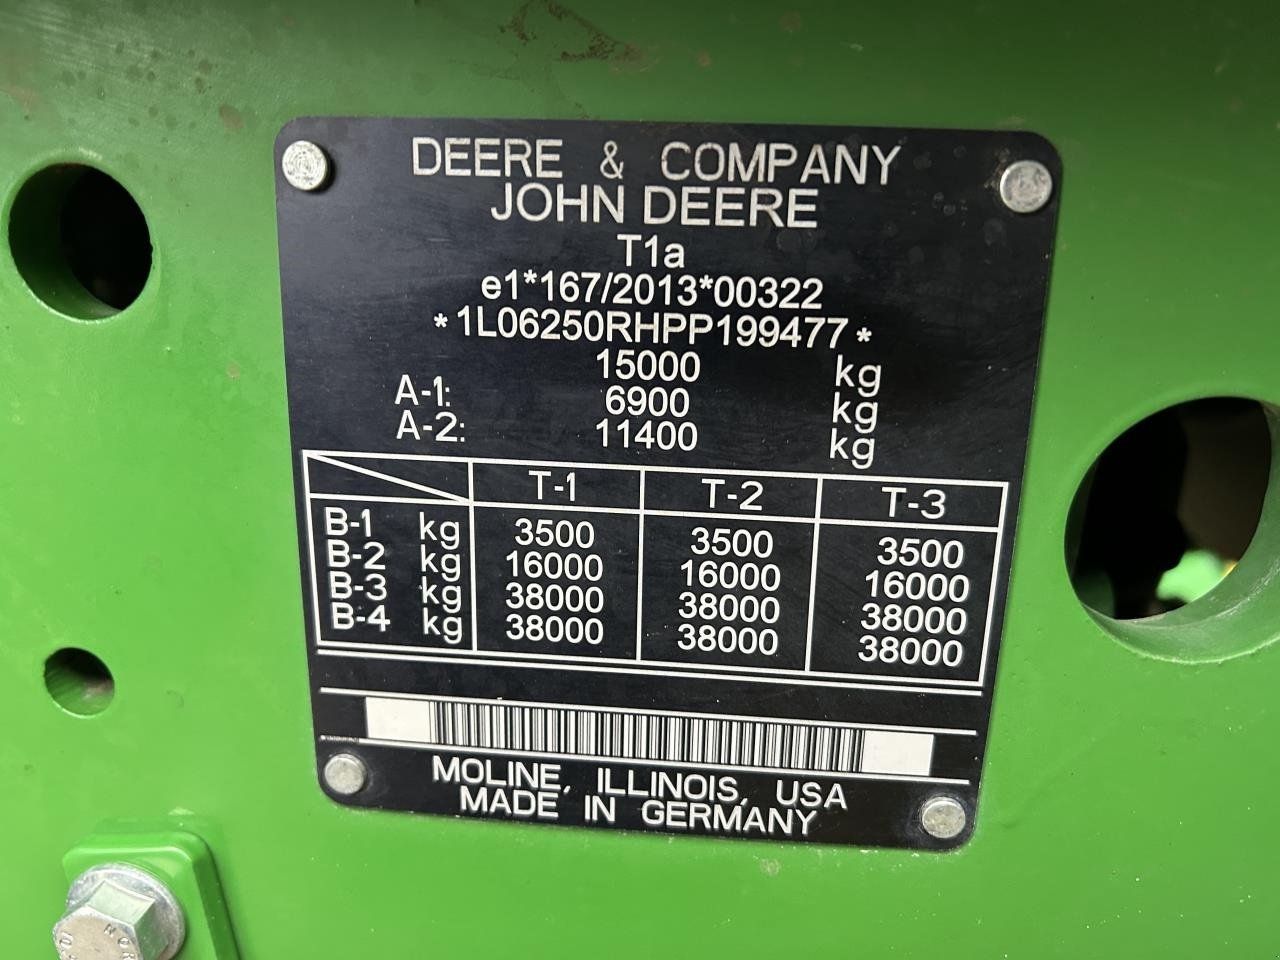 DEERE & COMPANY
JOHN DEERE
T1a
e1*167/2013*00322
*1L06250RHPP199477*
15000 kg
A-1: 6900 kg
A-2: 11400 kg
T-1 T-2 T-3
B-1 kg 3500 3500 3500
B-2 kg 16000 16000 16000
B-3 kg 38000 38000 38000
B-4 kg 38000 38000 38000
MOLINE, ILLINOIS, USA
MADE IN GERMANY